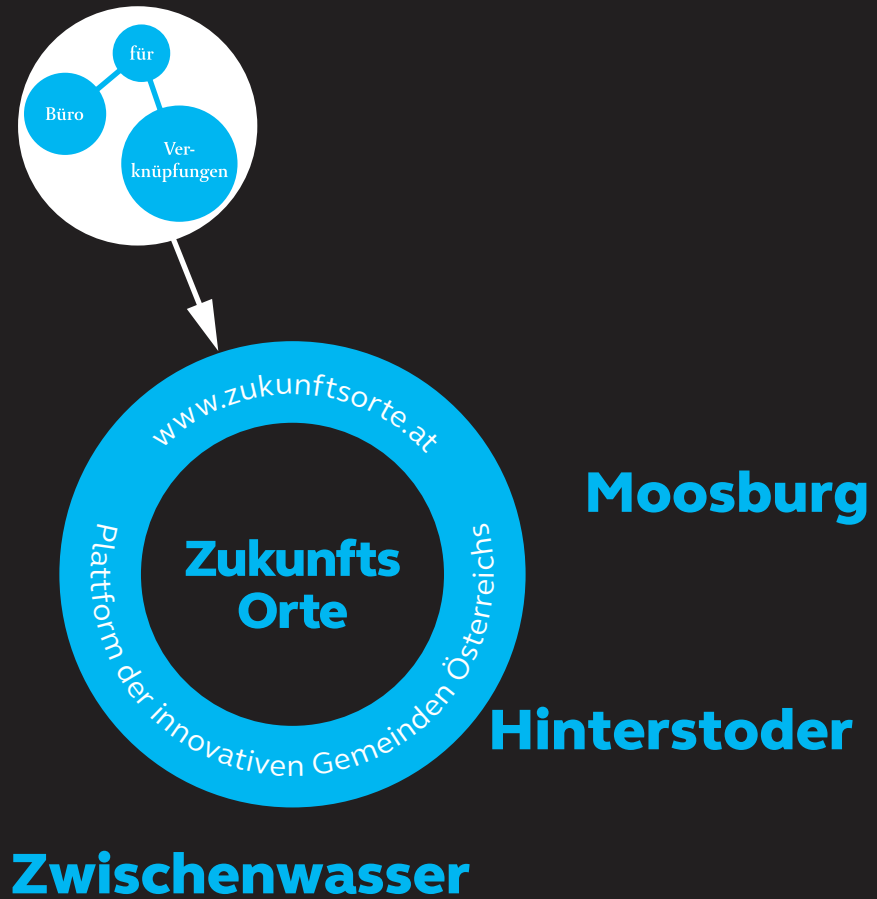 für
Büro
Ver-
knüpfungen
www.zukunftsorte.at
Zukunfts
Orte
Plattform der innovativen Gemeinden Österreichs
Moosburg
Hinterstoder
Zwischenwasser